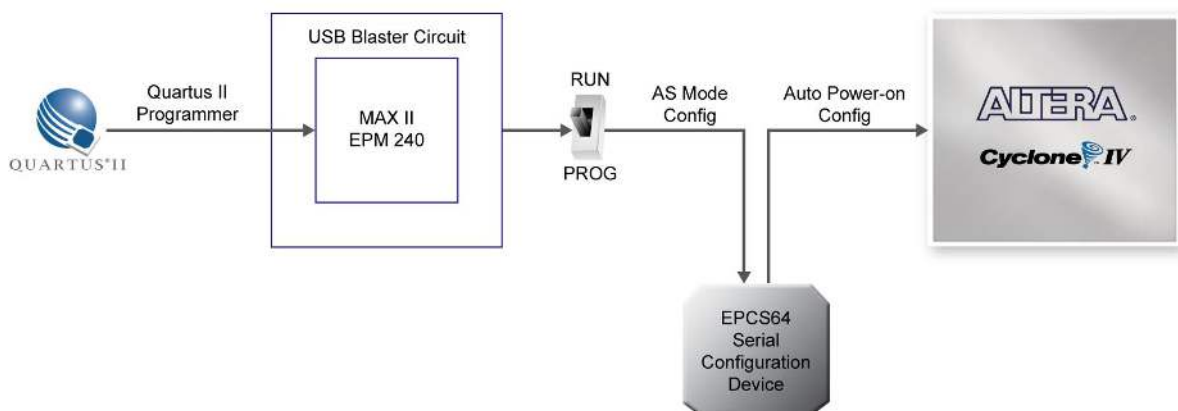 USB Blaster Circuit
Quartus II
Programmer
MAX II
EPM 240
QUARTUS®II
RUN
PROG
AS Mode
Config
Auto Power-on
Config
ALTERA®
Cyclone™ IV
EPCS64
Serial
Configuration
Device